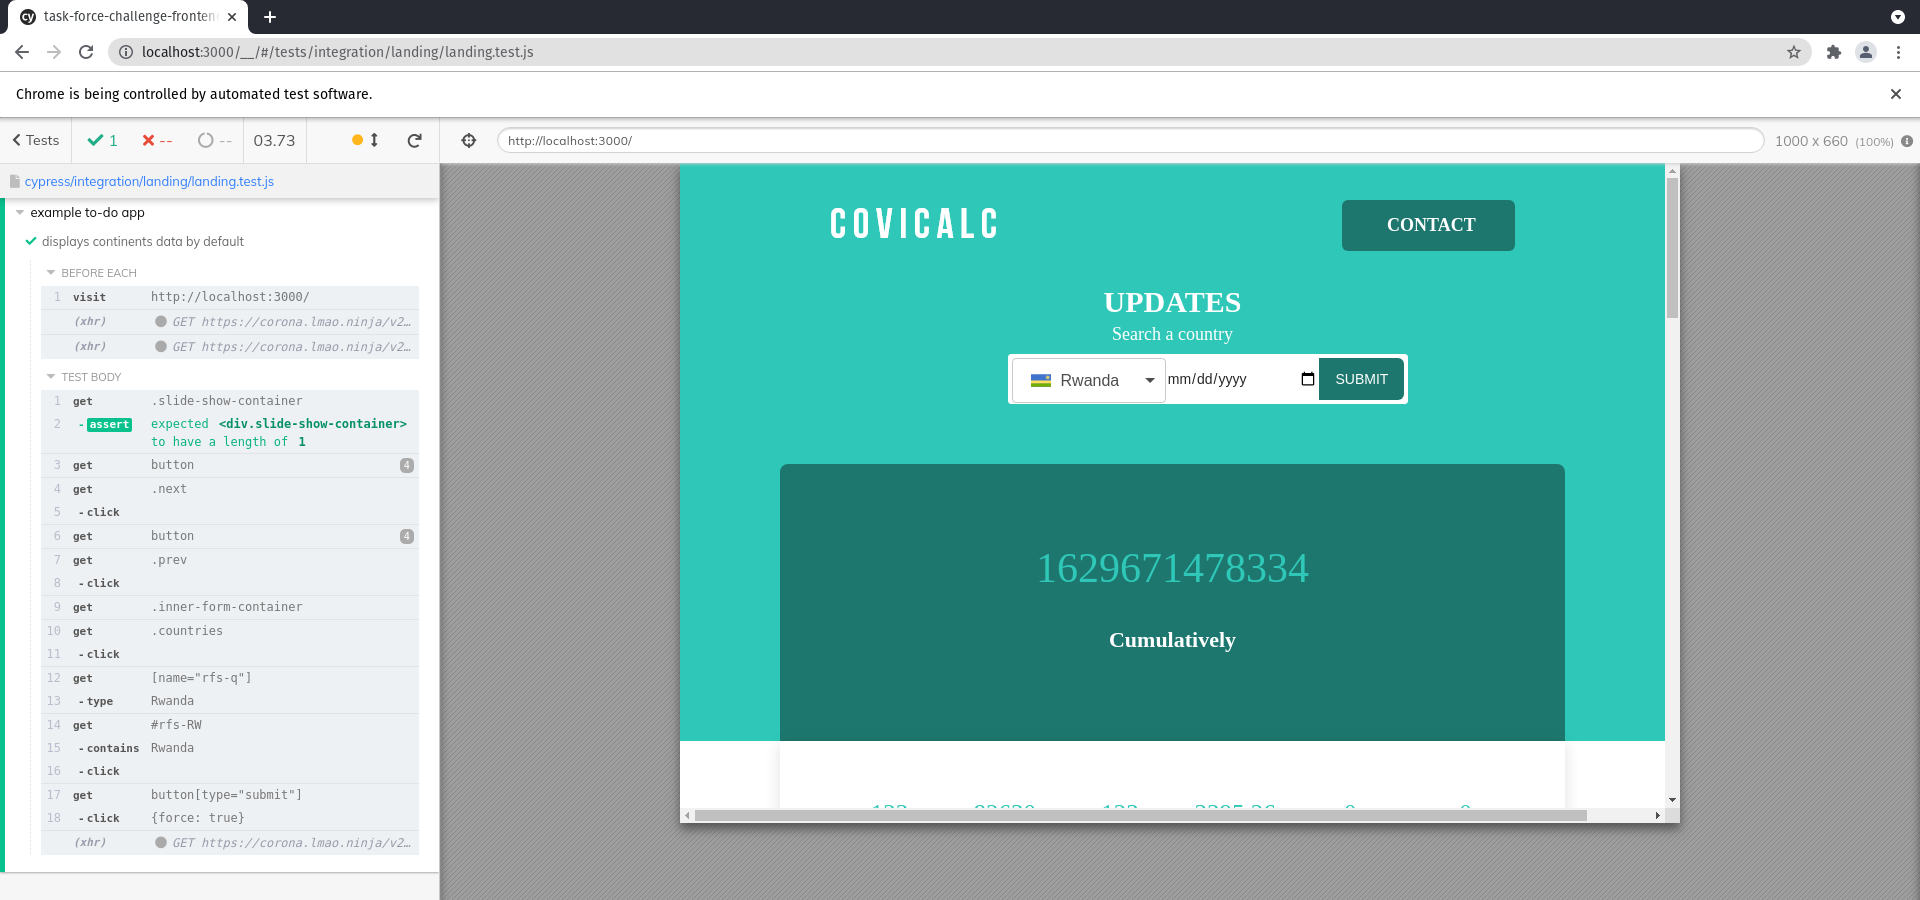 cy task-force-challenge-fronten
localhost:3000/__/#/tests/integration/landing/landing.test.js
Chrome is being controlled by automated test software.
Tests 1 -- -- 03.73 http://localhost:3000/ 1000 x 660 (100%)
cypress/integration/landing/landing.test.js
example to-do app
displays continents data by default
BEFORE EACH
1 visit http://localhost:3000/
(xhr) GET https://corona.lmao.ninja/v2…
(xhr) GET https://corona.lmao.ninja/v2…
TEST BODY
1 get .slide-show-container
2 -assert expected <div.slide-show-container>
to have a length of 1
3 get button 4
4 get .next
5 -click
6 get button 4
7 get .prev
8 -click
9 get .inner-form-container
10 get .countries
11 -click
12 get [name="rfs-q"]
13 -type Rwanda
14 get #rfs-RW
15 -contains Rwanda
16 -click
17 get button[type="submit"]
18 -click {force: true}
(xhr) GET https://corona.lmao.ninja/v2…
COVICALC
CONTACT
UPDATES
Search a country
Rwanda mm/dd/yyyy SUBMIT
1629671478334
Cumulatively